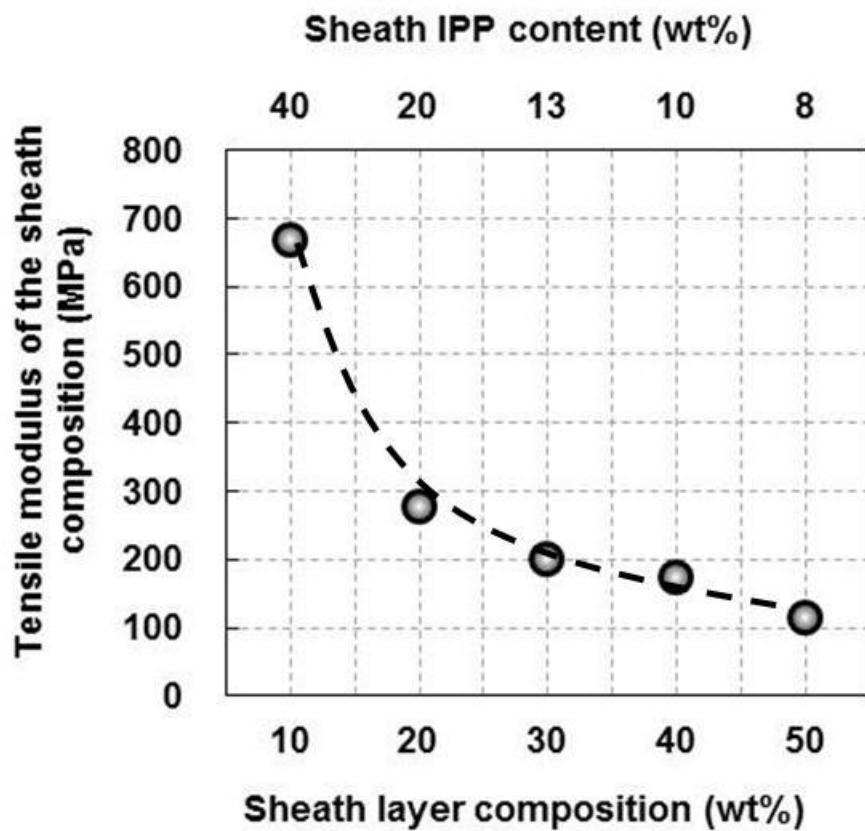 Sheath IPP content (wt%)
40 20 13 10 8
Tensile modulus of the sheath
composition (MPa)
800
700
600
500
400
300
200
100
0
10 20 30 40 50
Sheath layer composition (wt%)